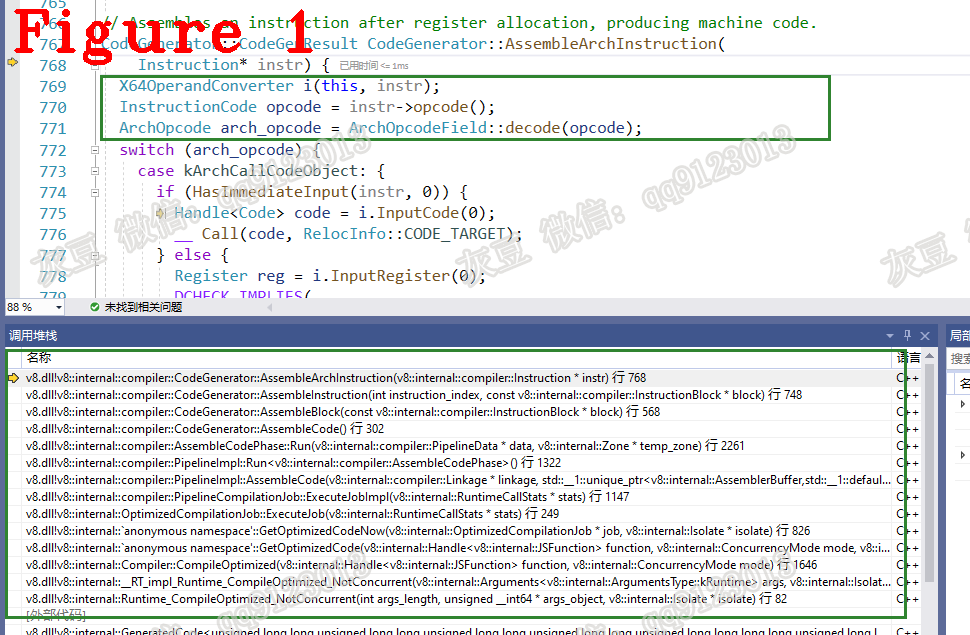 Figure 1
765
766 // Assembles an instruction after register allocation, producing machine code.
767 CodeGenerator::CodeGenResult CodeGenerator::AssembleArchInstruction(
768 Instruction* instr) { 已用时间 <= 1ms
769 X64OperandConverter i(this, instr);
770 InstructionCode opcode = instr->opcode();
771 ArchOpcode arch_opcode = ArchOpcodeField::decode(opcode);
772 switch (arch_opcode) {
773 case kArchCallCodeObject: {
774 if (HasImmediateInput(instr, 0)) {
775 Handle<Code> code = i.InputCode(0);
776 __ Call(code, RelocInfo::CODE_TARGET);
777 } else {
778 Register reg = i.InputRegister(0);
779 DCHECK_IMPLIES(
88 % 未找到相关问题
调用堆栈 局部
名称 语言 搜索
名
v8.dll!v8::internal::compiler::CodeGenerator::AssembleArchInstruction(v8::internal::compiler::Instruction * instr) 行 768 C++
v8.dll!v8::internal::compiler::CodeGenerator::AssembleInstruction(int instruction_index, const v8::internal::compiler::InstructionBlock * block) 行 748 C++
v8.dll!v8::internal::compiler::CodeGenerator::AssembleBlock(const v8::internal::compiler::InstructionBlock * block) 行 568 C++
v8.dll!v8::internal::compiler::CodeGenerator::AssembleCode() 行 302 C++
v8.dll!v8::internal::compiler::AssembleCodePhase::Run(v8::internal::compiler::PipelineData * data, v8::internal::Zone * temp_zone) 行 2261 C++
v8.dll!v8::internal::compiler::PipelineImpl::Run<v8::internal::compiler::AssembleCodePhase>() 行 1322 C++
v8.dll!v8::internal::compiler::PipelineImpl::AssembleCode(v8::internal::compiler::Linkage * linkage, std::__1::unique_ptr<v8::internal::AssemblerBuffer,std::__1::defaul... C++
v8.dll!v8::internal::compiler::PipelineCompilationJob::ExecuteJobImpl(v8::internal::RuntimeCallStats * stats) 行 1147 C++
v8.dll!v8::internal::OptimizedCompilationJob::ExecuteJob(v8::internal::RuntimeCallStats * stats) 行 249 C++
v8.dll!v8::internal::`anonymous namespace'::GetOptimizedCodeNow(v8::internal::OptimizedCompilationJob * job, v8::internal::Isolate * isolate) 行 826 C++
v8.dll!v8::internal::`anonymous namespace'::GetOptimizedCode(v8::internal::Handle<v8::internal::JSFunction> function, v8::internal::ConcurrencyMode mode, v8::i... C++
v8.dll!v8::internal::Compiler::CompileOptimized(v8::internal::Handle<v8::internal::JSFunction> function, v8::internal::ConcurrencyMode mode) 行 1646 C++
v8.dll!v8::internal::__RT_impl_Runtime_CompileOptimized_NotConcurrent(v8::internal::Arguments<v8::internal::ArgumentsType::kRuntime> args, v8::internal::Isolat... C++
v8.dll!v8::internal::Runtime_CompileOptimized_NotConcurrent(int args_length, unsigned __int64 * args_object, v8::internal::Isolate * isolate) 行 82 C++
[外部代码]
v8.dll!v8::internal::GeneratedCode<unsigned long long,unsigned long long,unsigned long long,unsigned long long,unsigned long long,unsigned long long,unsigned long l... C++
灰豆 微信: qq9123013
灰豆 微信: qq9123013
灰豆
qq9123013
qq9123013